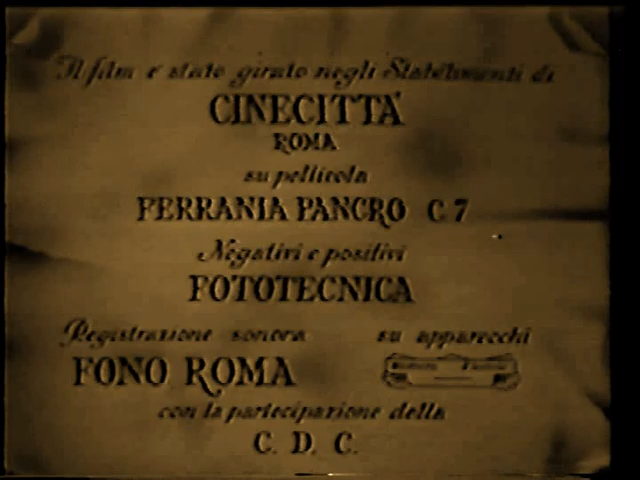 Il film è stato girato negli Stabilimenti di
CINECITTÀ
ROMA
su pellicola
FERRANIA PANCRO C 7
Negativi e positivi
FOTOTECNICA
Registrazione sonora su apparecchi
FONO ROMA
con la partecipazione della
C. D. C.